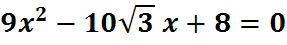 9x² − 10√3 x + 8 = 0